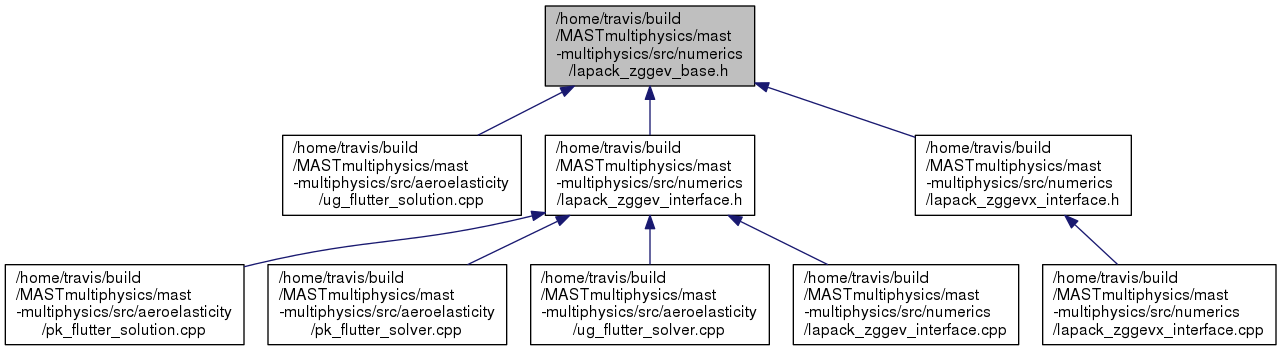 /home/travis/build
/MASTmultiphysics/mast
-multiphysics/src/numerics
/lapack_zggev_base.h
/home/travis/build
/MASTmultiphysics/mast
-multiphysics/src/aeroelasticity
/ug_flutter_solution.cpp
/home/travis/build
/MASTmultiphysics/mast
-multiphysics/src/numerics
/lapack_zggev_interface.h
/home/travis/build
/MASTmultiphysics/mast
-multiphysics/src/numerics
/lapack_zggevx_interface.h
/home/travis/build
/MASTmultiphysics/mast
-multiphysics/src/aeroelasticity
/pk_flutter_solution.cpp
/home/travis/build
/MASTmultiphysics/mast
-multiphysics/src/aeroelasticity
/pk_flutter_solver.cpp
/home/travis/build
/MASTmultiphysics/mast
-multiphysics/src/aeroelasticity
/ug_flutter_solver.cpp
/home/travis/build
/MASTmultiphysics/mast
-multiphysics/src/numerics
/lapack_zggev_interface.cpp
/home/travis/build
/MASTmultiphysics/mast
-multiphysics/src/numerics
/lapack_zggevx_interface.cpp